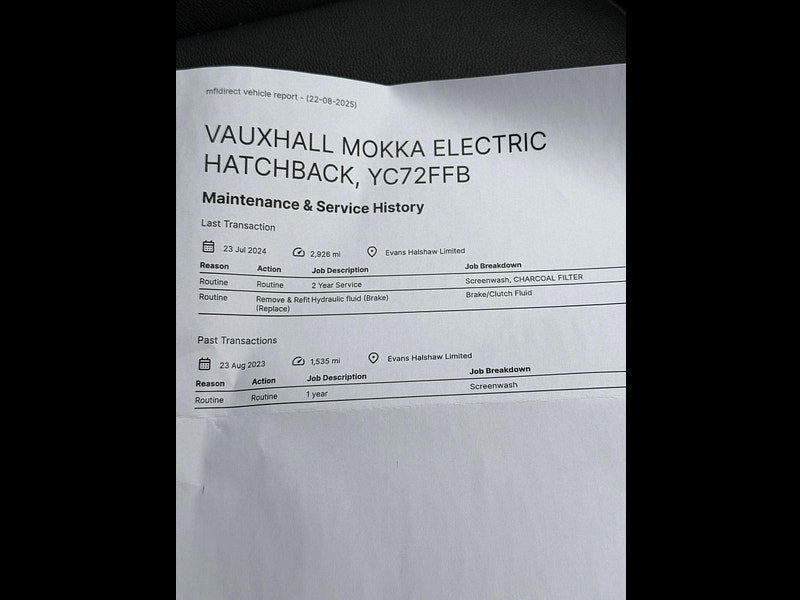 mfldirect vehicle report - (22-08-2025)
VAUXHALL MOKKA ELECTRIC
HATCHBACK, YC72FFB
Maintenance & Service History
Last Transaction
23 Jul 2024 2,926 mi Evans Halshaw Limited
Reason Action Job Description Job Breakdown
Routine Routine 2 Year Service Screenwash, CHARCOAL FILTER
Routine Remove & Refit Hydraulic fluid (Brake) Brake/Clutch Fluid
(Replace)
Past Transactions
23 Aug 2023 1,535 mi Evans Halshaw Limited
Reason Action Job Description Job Breakdown
Routine Routine 1 year Screenwash